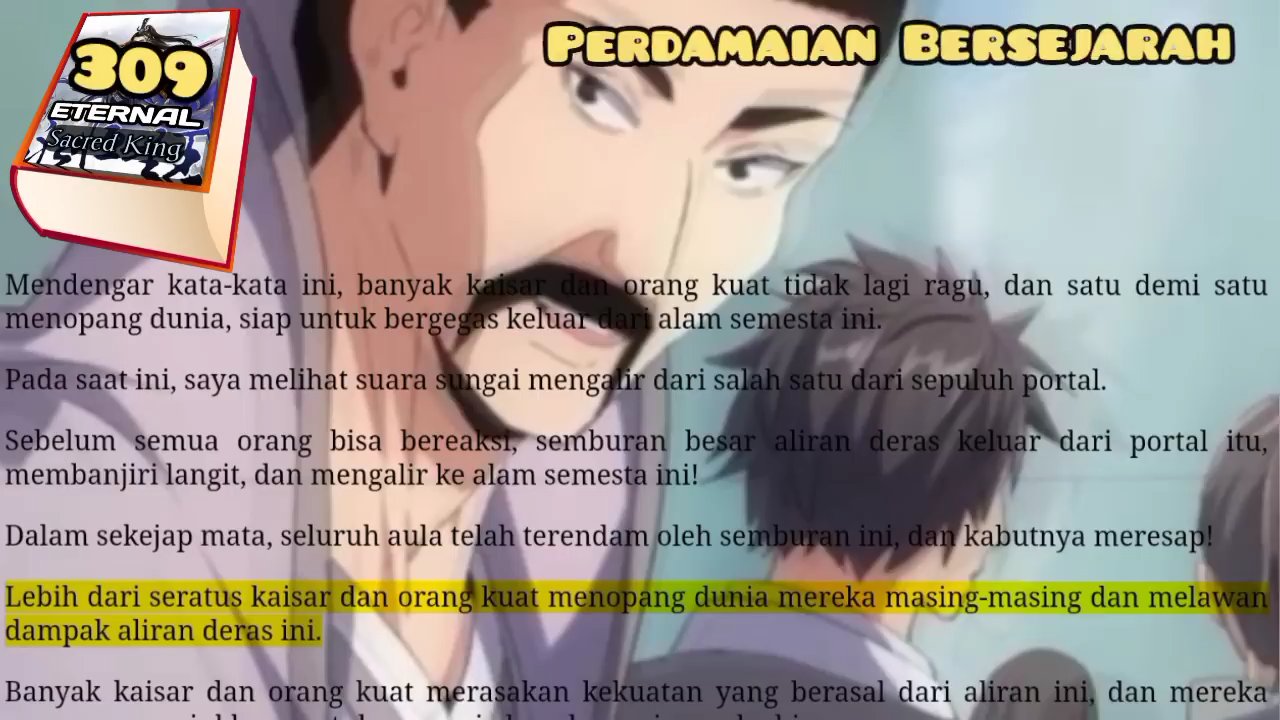 309
ETERNAL
Sacred King
PERDAMAIAN BERSEJARAH
Mendengar kata-kata ini, banyak kaisar dan orang kuat tidak lagi ragu, dan satu demi satu
menopang dunia, siap untuk bergegas keluar dari alam semesta ini.
Pada saat ini, saya melihat suara sungai mengalir dari salah satu dari sepuluh portal.
Sebelum semua orang bisa bereaksi, semburan besar aliran deras keluar dari portal itu,
membanjiri langit, dan mengalir ke alam semesta ini!
Dalam sekejap mata, seluruh aula telah terendam oleh semburan ini, dan kabutnya meresap!
Lebih dari seratus kaisar dan orang kuat menopang dunia mereka masing-masing dan melawan
dampak aliran deras ini.
Banyak kaisar dan orang kuat merasakan kekuatan yang berasal dari aliran ini, dan mereka